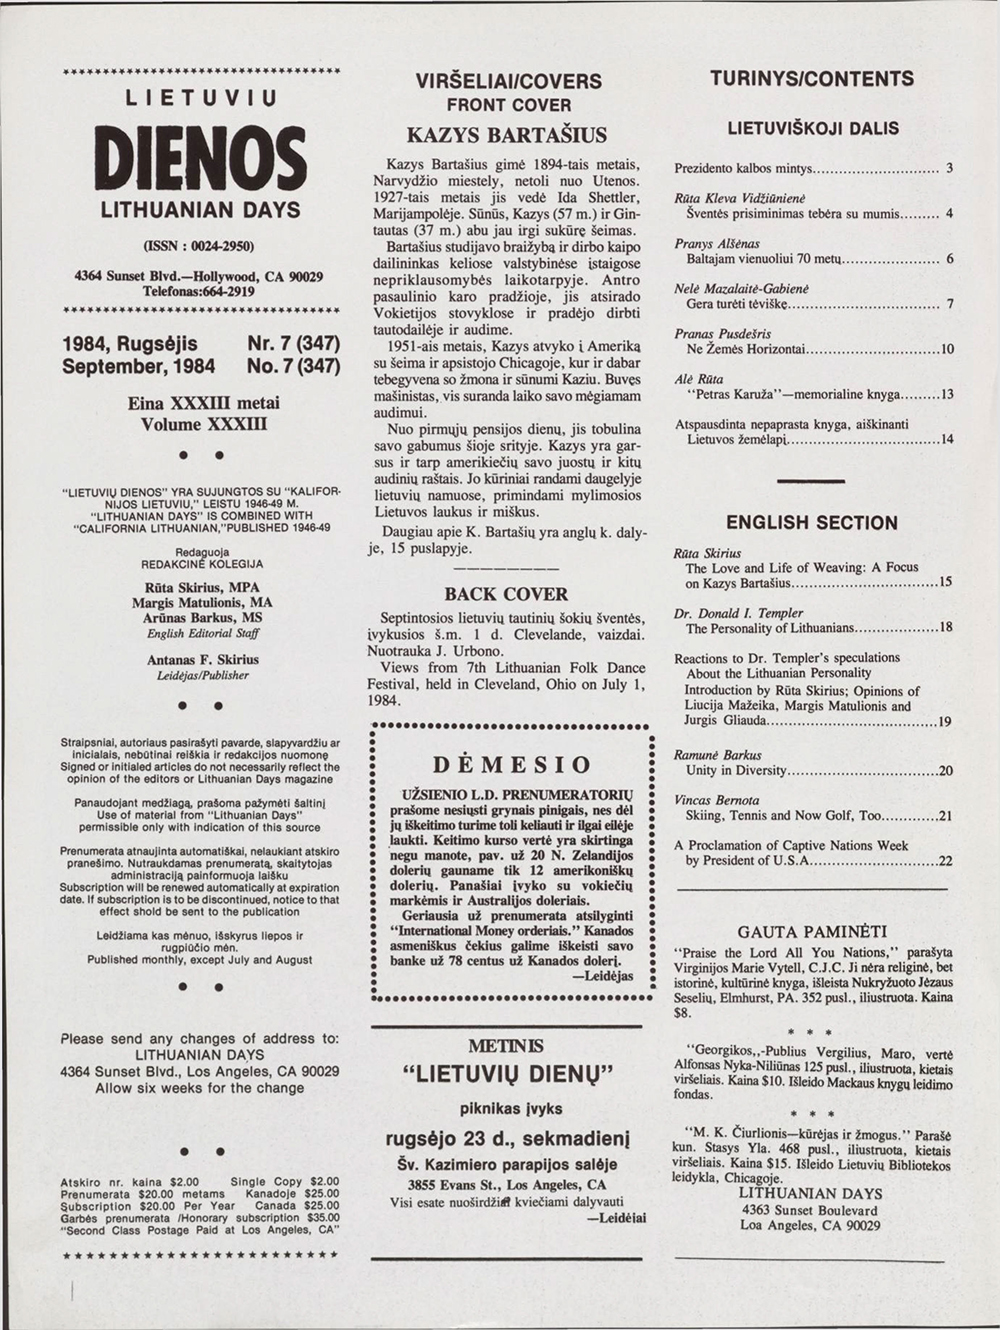 LIETUVIU
DIENOS
LITHUANIAN DAYS
(ISSN : 0024-2950)
4364 Sunset Blvd.—Hollywood, CA 90029
Telefonas:664-2919
1984, Rugsėjis Nr. 7 (347)
September, 1984 No. 7 (347)
Eina XXXIII metai
Volume XXXIII
"LIETUVIŲ DIENOS" YRA SUJUNGTOS SU "KALIFOR-
NIJOS LIETUVIU," LEISTU 1946-49 M.
"LITHUANIAN DAYS" IS COMBINED WITH
"CALIFORNIA LITHUANIAN,"PUBLISHED 1946-49
Redaguoja
REDAKCINĖ KOLEGIJA
Rūta Skirius, MPA
Margis Matulionis, MA
Arūnas Barkus, MS
English Editorial Staff
Antanas F. Skirius
Leidėjas/Publisher
Straipsniai, autoriaus pasirašyti pavarde, slapyvardžiu ar
inicialais, nebūtinai reiškia ir redakcijos nuomonę
Signed or initialed articles do not necessarily reflect the
opinion of the editors or Lithuanian Days magazine
Panaudojant medžiagą, prašoma pažymėti šaltinį
Use of material from "Lithuanian Days"
permissible only with indication of this source
Prenumerata atnaujinta automatiškai, nelaukiant atskiro
pranešimo. Nutraukdamas prenumeratą, skaitytojas
administraciją painformuoja laišku
Subscription will be renewed automatically at expiration
date. If subscription is to be discontinued, notice to that
effect shold be sent to the publication
Leidžiama kas mėnuo, išskyrus liepos ir
rugpiūčio mėn.
Published monthly, except July and August
Please send any changes of address to:
LITHUANIAN DAYS
4364 Sunset Blvd., Los Angeles, CA 90029
Allow six weeks for the change
Atskiro nr. kaina $2.00 Single Copy $2.00
Prenumerata $20.00 metams Kanadoje $25.00
Subscription $20.00 Per Year Canada $25.00
Garbės prenumerata /Honorary subscription $35.00
"Second Class Postage Paid at Los Angeles, CA"
VIRŠELIAI/COVERS
FRONT COVER
KAZYS BARTAŠIUS
Kazys Bartašius gimė 1894-tais metais,
Narvydžio miestely, netoli nuo Utenos.
1927-tais metais jis vedė Ida Shettler,
Marijampolėje. Sūnūs, Kazys (57 m.) ir Gin-
tautas (37 m.) abu jau irgi sukūrę šeimas.
Bartašius studijavo braižybą ir dirbo kaipo
dailininkas keliose valstybinėse įstaigose
nepriklausomybės laikotarpyje. Antro
pasaulinio karo pradžioje, jis atsirado
Vokietijos stovyklose ir pradėjo dirbti
tautodailėje ir audime.
1951-ais metais, Kazys atvyko į Ameriką
su šeima ir apsistojo Chicagoje, kur ir dabar
tebegyvena so žmona ir sūnumi Kaziu. Buvęs
mašinistas, vis suranda laiko savo mėgiamam
audimui.
Nuo pirmųjų pensijos dienų, jis tobulina
savo gabumus šioje srityje. Kazys yra gar-
sus ir tarp amerikiečių savo juostų ir kitų
audinių raštais. Jo kūriniai randami daugelyje
lietuvių namuose, primindami mylimosios
Lietuvos laukus ir miškus.
Daugiau apie K. Bartašių yra anglų k. daly-
je, 15 puslapyje.
BACK COVER
Septintosios lietuvių tautinių šokių šventės,
įvykusios š.m. 1 d. Clevelande, vaizdai.
Nuotrauka J. Urbono.
Views from 7th Lithuanian Folk Dance
Festival, held in Cleveland, Ohio on July 1,
1984.
DĖMESIO
UŽSIENIO L.D. PRENUMERATORIŲ
prašome nesiųsti grynais pinigais, nes dėl
jų iškeitimo turime toli keliauti ir ilgai eilėje
laukti. Keitimo kurso vertė yra skirtinga
negu manote, pav. už 20 N. Zelandijos
dolerių gauname tik 12 amerikoniškų
dolerių. Panašiai įvyko su vokiečių
markėmis ir Australijos doleriais.
Geriausia už prenumerata atsilyginti
"International Money orderiais." Kanados
asmeniškus čekius galime iškeisti savo
banke už 78 centus už Kanados dolerį.
—Leidėjas
METINIS
"LIETUVIŲ DIENŲ"
piknikas įvyks
rugsėjo 23 d., sekmadienį
Šv. Kazimiero parapijos salėje
3855 Evans St., Los Angeles, CA
Visi esate nuoširdžiai kviečiami dalyvauti
—Leidėiai
TURINYS/CONTENTS
LIETUVIŠKOJI DALIS
Prezidento kalbos mintys............................ 3
Rūta Kleva Vidžiūnienė
Šventės prisiminimas tebėra su mumis......... 4
Pranys Alšėnas
Baltajam vienuoliui 70 metų...................... 6
Nelė Mazalaitė-Gabienė
Gera turėti tėviškę.................................. 7
Pranas Pusdešris
Ne Žemės Horizontai..............................10
Alė Rūta
"Petras Karuža"—memorialine knyga.........13
Atspausdinta nepaprasta knyga, aiškinanti
Lietuvos žemėlapį..................................14
ENGLISH SECTION
Rūta Skirius
The Love and Life of Weaving: A Focus
on Kazys Bartašius................................15
Dr. Donald I. Templer
The Personality of Lithuanians..................18
Reactions to Dr. Templer's speculations
About the Lithuanian Personality
Introduction by Rūta Skirius; Opinions of
Liucija Mažeika, Margis Matulionis and
Jurgis Gliauda......................................19
Ramunė Barkus
Unity in Diversity.................................20
Vincas Bernota
Skiing, Tennis and Now Golf, Too............21
A Proclamation of Captive Nations Week
by President of U.S.A............................22
GAUTA PAMINĖTI
"Praise the Lord All You Nations," parašyta
Virginijos Marie Vytell, C.J.C. Ji nėra religinė, bet
istorinė, kultūrinė knyga, išleista Nukryžuoto Jėzaus
Seselių, Elmhurst, PA. 352 pusl., iliustruota. Kaina
$8.
* * *
"Georgikos,,-Publius Vergilius, Maro, vertė
Alfonsas Nyka-Niliūnas 125 pusl., iliustruota, kietais
viršeliais. Kaina $10. Išleido Mackaus knygų leidimo
fondas.
* * *
"M. K. Čiurlionis—kūrėjas ir žmogus." Parašė
kun. Stasys Yla. 468 pusl., iliustruota, kietais
viršeliais. Kaina $15. Išleido Lietuvių Bibliotekos
leidykla, Chicagoje.
LITHUANIAN DAYS
4363 Sunset Boulevard
Loa Angeles, CA 90029